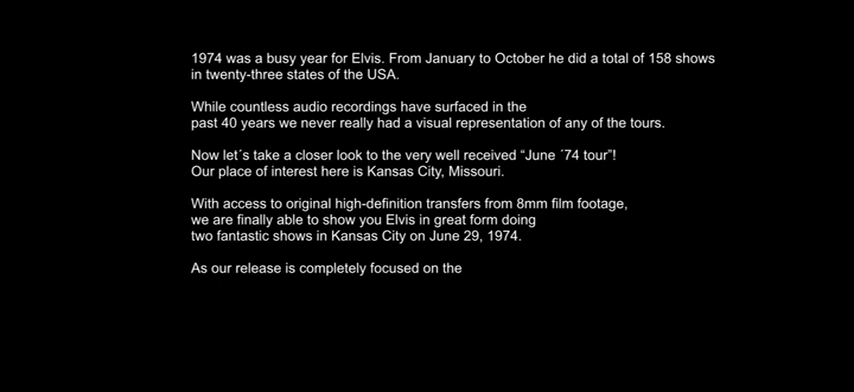 1974 was a busy year for Elvis. From January to October he did a total of 158 shows
in twenty-three states of the USA.
While countless audio recordings have surfaced in the
past 40 years we never really had a visual representation of any of the tours.
Now let´s take a closer look to the very well received “June ´74 tour”!
Our place of interest here is Kansas City, Missouri.
With access to original high-definition transfers from 8mm film footage,
we are finally able to show you Elvis in great form doing
two fantastic shows in Kansas City on June 29, 1974.
As our release is completely focused on the